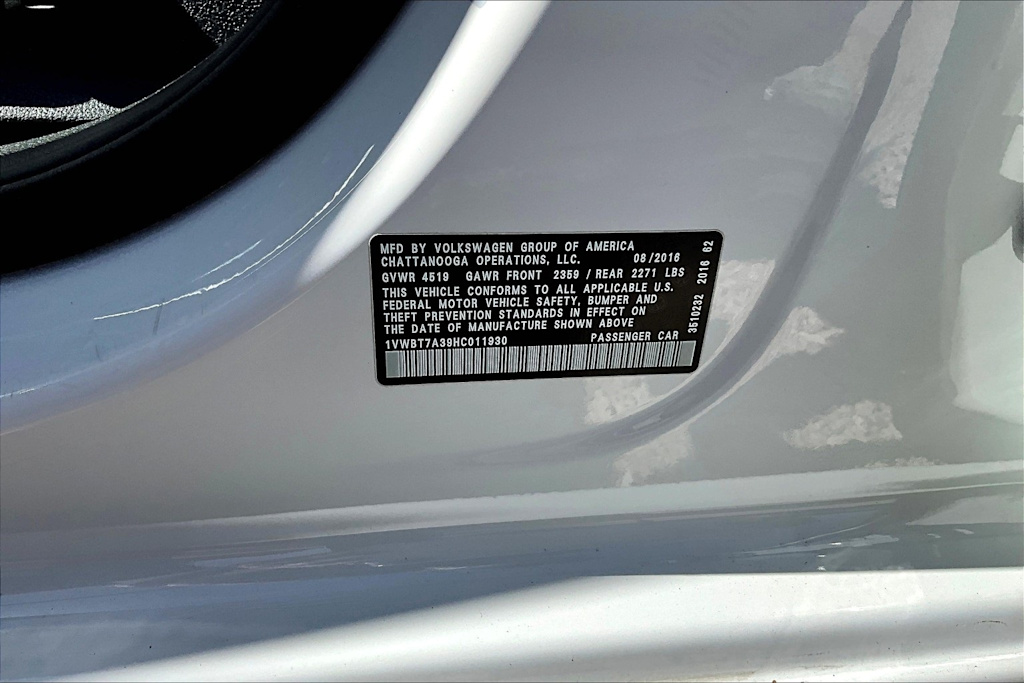 MFD BY VOLKSWAGEN GROUP OF AMERICA
CHATTANOOGA OPERATIONS, LLC. 08/2016
GVWR 4519 GAWR FRONT 2359 / REAR 2271 LBS
THIS VEHICLE CONFORMS TO ALL APPLICABLE U.S.
FEDERAL MOTOR VEHICLE SAFETY, BUMPER AND
THEFT PREVENTION STANDARDS IN EFFECT ON
THE DATE OF MANUFACTURE SHOWN ABOVE
1VWBT7A39HC011930 PASSENGER CAR
3510232 2016 62